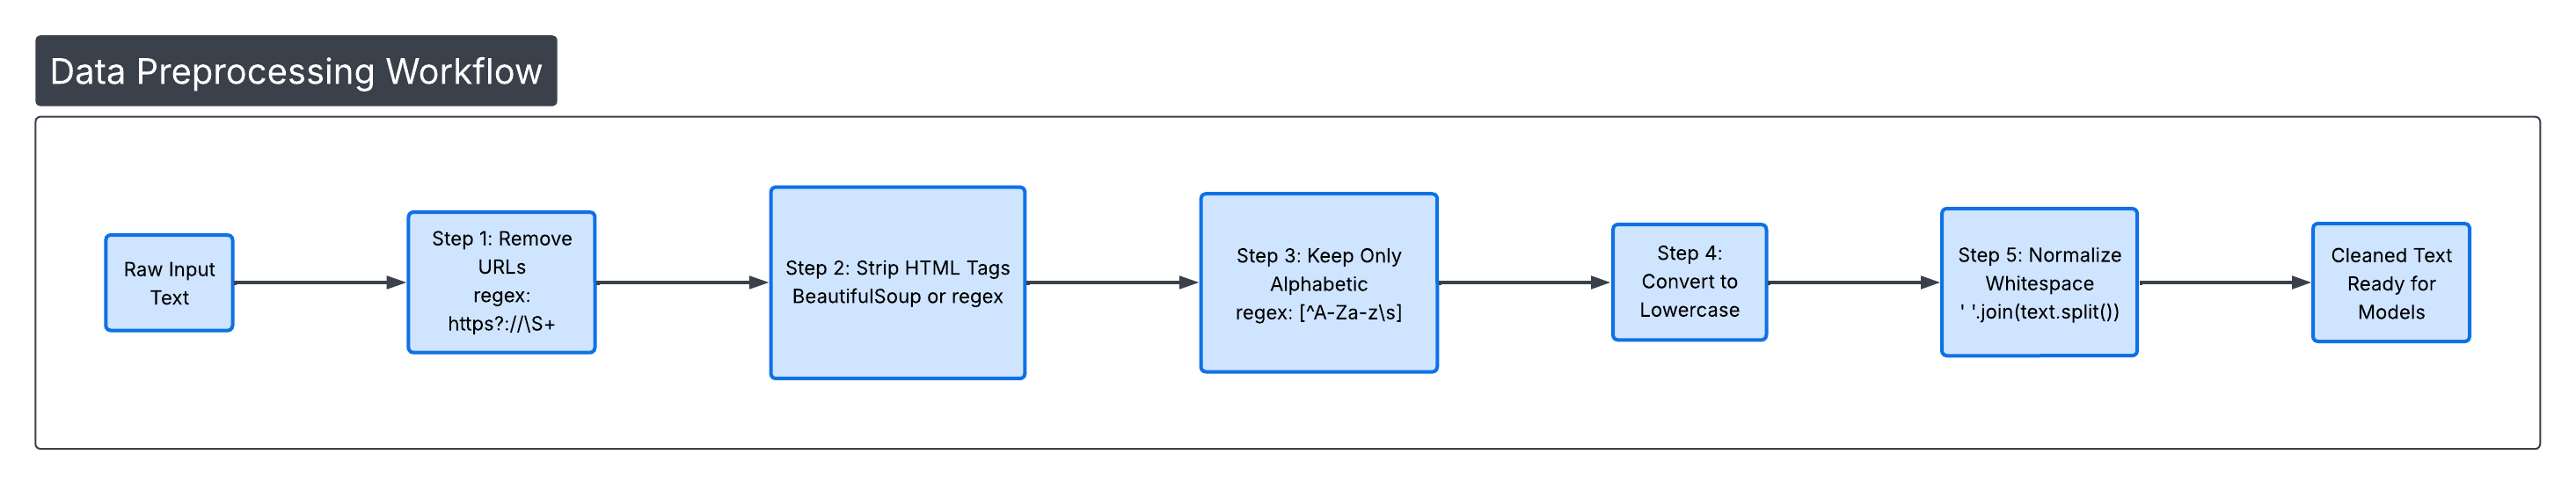 Data Preprocessing Workflow
Raw Input
Text
Step 1: Remove
URLs
regex:
https?://\S+
Step 2: Strip HTML Tags
BeautifulSoup or regex
Step 3: Keep Only
Alphabetic
regex: [^A-Za-z\s]
Step 4:
Convert to
Lowercase
Step 5: Normalize
Whitespace
' '.join(text.split())
Cleaned Text
Ready for
Models